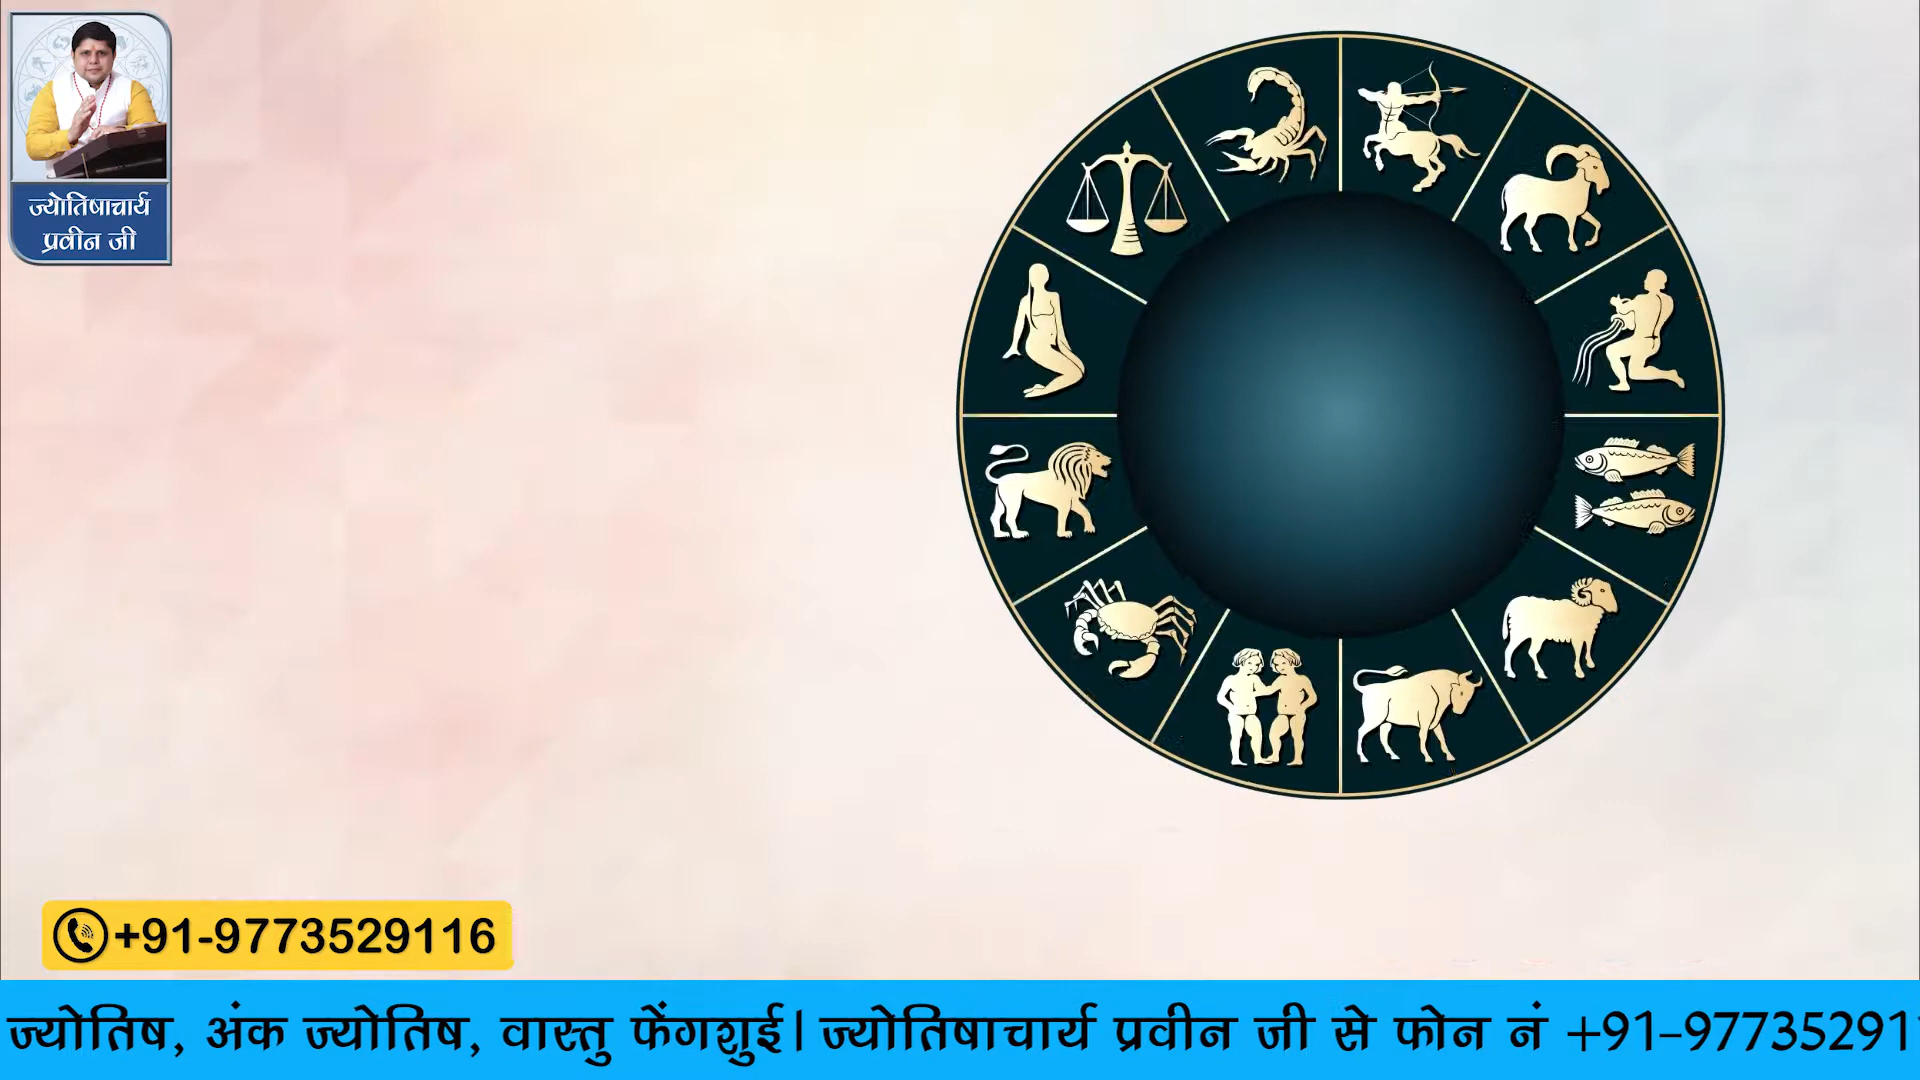 ज्योतिषाचार्य
प्रवीन जी
+91-9773529116
ज्योतिष, अंक ज्योतिष, वास्तु फेंगशुई। ज्योतिषाचार्य प्रवीन जी से फोन नं +91-97735291